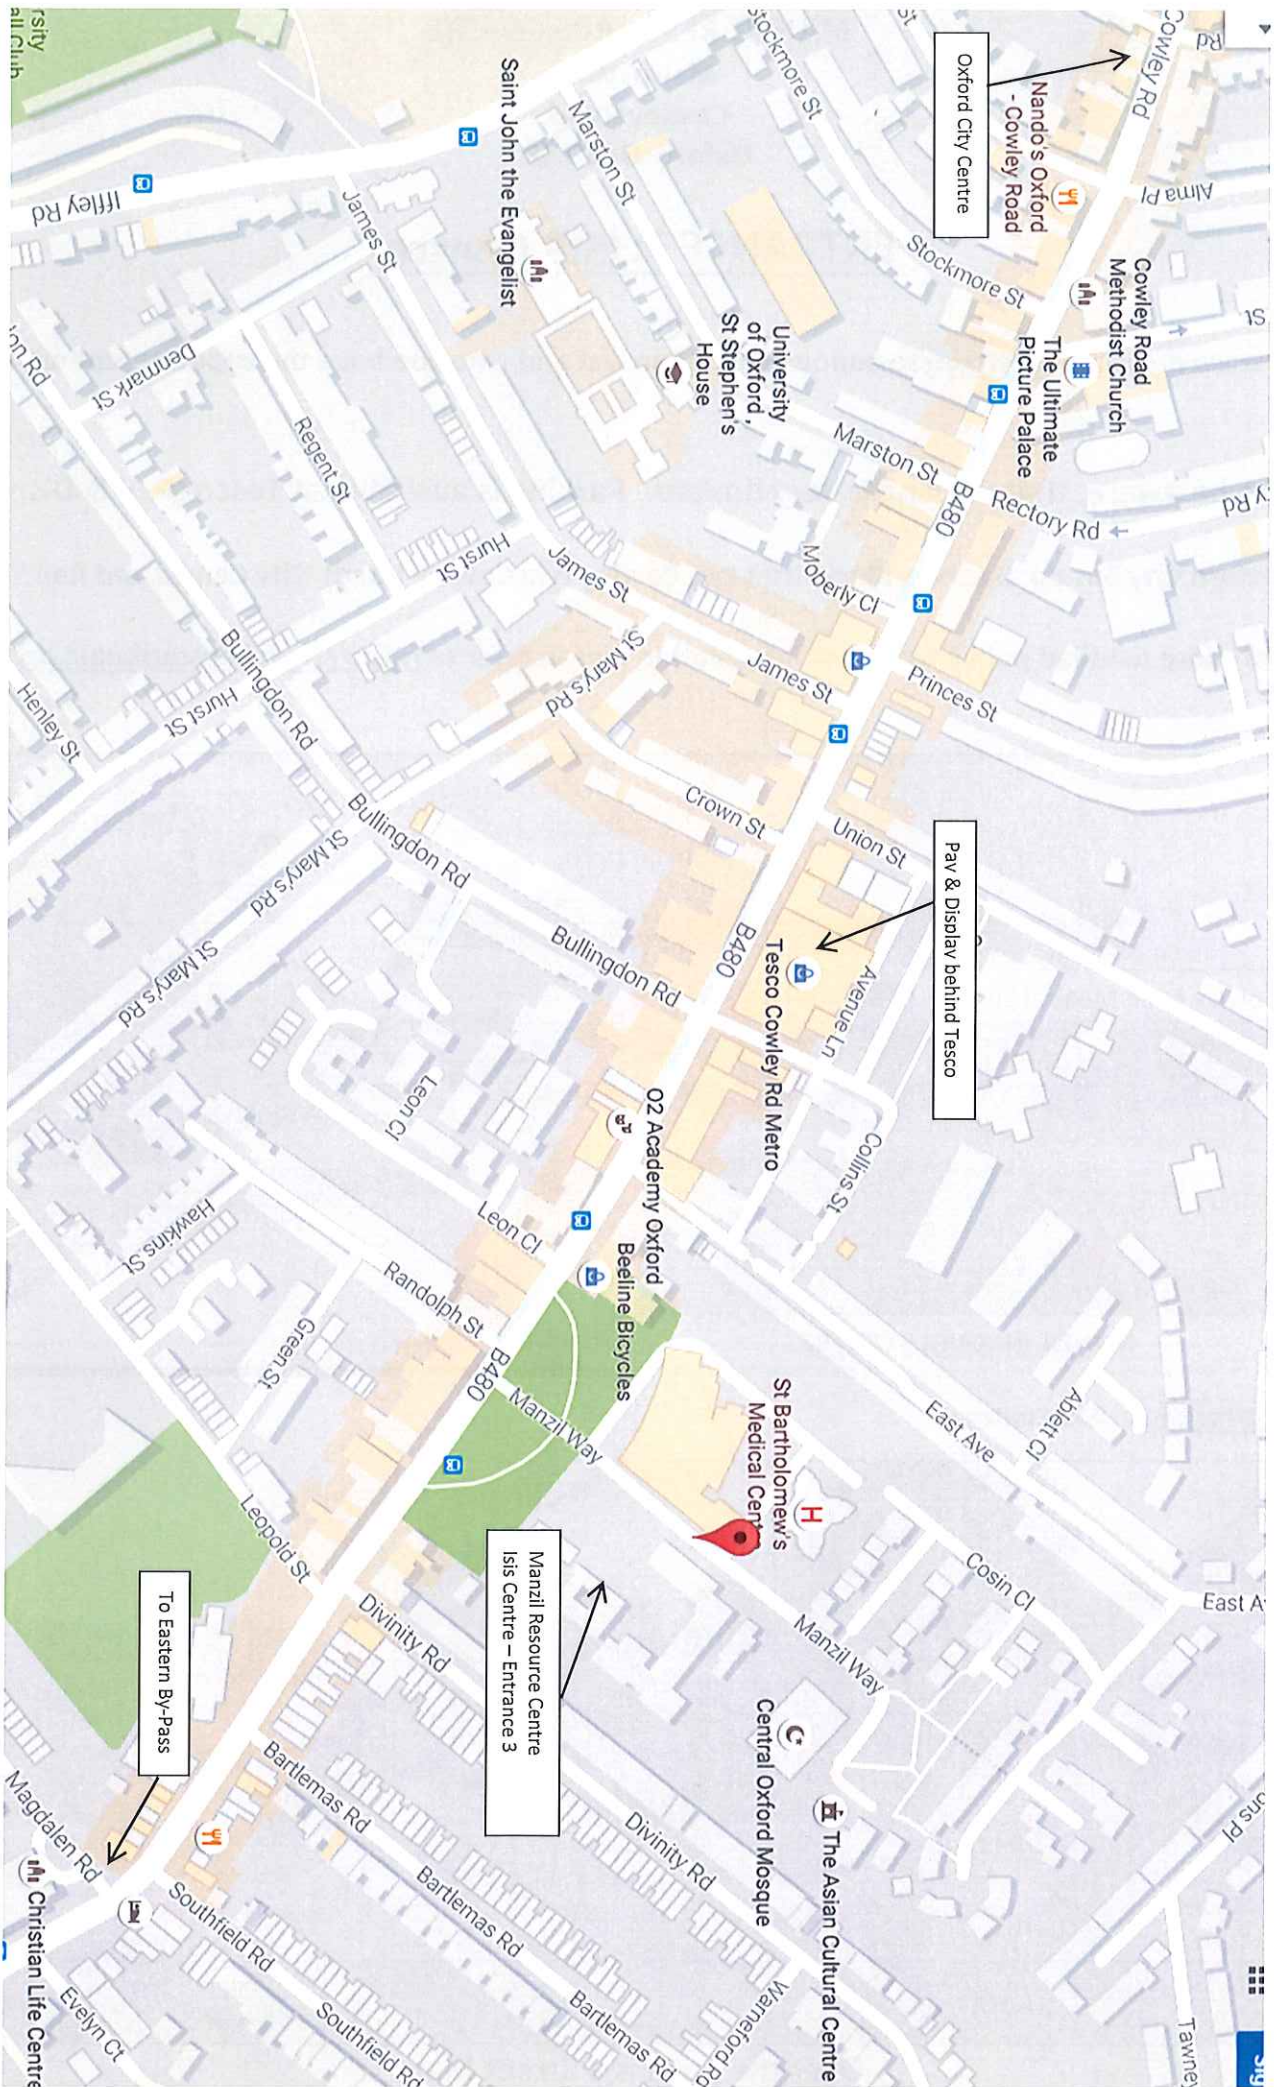 Cowley Rd
Rd
Alma Pl
St
Oxford City Centre
Nando's Oxford
- Cowley Road
Stockmore St
Stockmore St
Cowley Road
Methodist Church
The Ultimate
Picture Palace
St
Marston St
Marston St
B480
Rectory Rd
University
of Oxford,
St Stephen's
House
Saint John the Evangelist
Iffley Rd
James St
Denmark St
Regent St
Hurst St
James St
Moberly Cl
Princes St
James St
St Mary's Rd
Bullingdon Rd
Hurst St
Henley St
Crown St
Union St
Pay & Display behind Tesco
Bullingdon Rd
St Mary's Rd
B480
Tesco Cowley Rd Metro
Avenue Ln
Bullingdon Rd
St Mary's Rd
Leon Cl
Collins St
O2 Academy Oxford
Leon Cl
Beeline Bicycles
Hawkins St
Randolph St
Green St
B480
Manzil Way
East Ave
Ablett Cl
St Bartholomew's
Medical Centre
Leopold St
Divinity Rd
Manzil Resource Centre
Isis Centre – Entrance 3
Cosin Cl
East A
Manzil Way
To Eastern By-Pass
Central Oxford Mosque
The Asian Cultural Centre
Bartlemas Rd
Divinity Rd
Bartlemas Rd
Bartlemas Rd
Warneford Rd
Magdalen Rd
Southfield Rd
Southfield Rd
Christian Life Centre
Evelyn Ct
Tawney